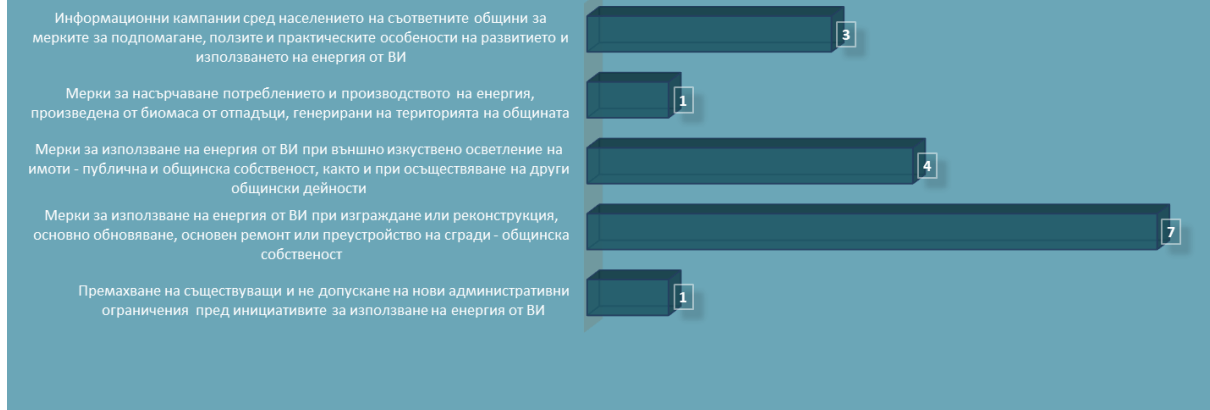 Информационни кампании сред населението на съответните общини за
мерките за подпомагане, ползите и практическите особености на развитието и
използването на енергия от ВИ
3
Мерки за насърчаване потреблението и производството на енергия,
произведена от биомаса от отпадъци, генерирани на територията на общината
1
Мерки за използване на енергия от ВИ при външно изкуствено осветление на
имоти - публична и общинска собственост, както и при осъществяване на други
общински дейности
4
Мерки за използване на енергия от ВИ при изграждане или реконструкция,
основно обновяване, основен ремонт или преустройство на сгради - общинска
собственост
7
Премахване на съществуващи и не допускане на нови административни
ограничения пред инициативите за използване на енергия от ВИ
1